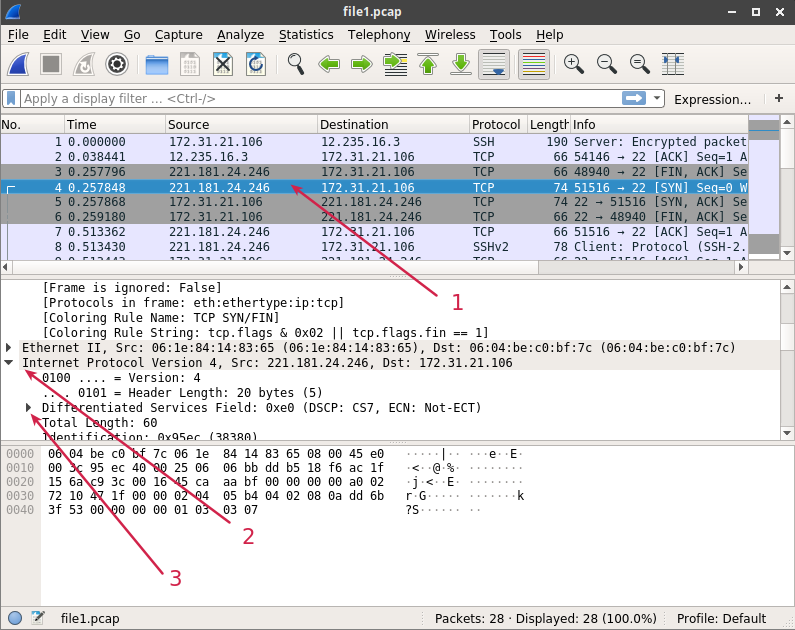 file1.pcap
File Edit View Go Capture Analyze Statistics Telephony Wireless Tools Help
Apply a display filter ... <Ctrl-/> Expression... +
No. Time Source Destination Protocol Length Info
1 0.000000 172.31.21.106 12.235.16.3 SSH 190 Server: Encrypted packet
2 0.038441 12.235.16.3 172.31.21.106 TCP 66 54146 → 22 [ACK] Seq=1 A
3 0.257796 221.181.24.246 172.31.21.106 TCP 66 48940 → 22 [FIN, ACK] Se
4 0.257848 221.181.24.246 172.31.21.106 TCP 74 51516 → 22 [SYN] Seq=0 W
5 0.257868 172.31.21.106 221.181.24.246 TCP 74 22 → 51516 [SYN, ACK] Se
6 0.259180 172.31.21.106 221.181.24.246 TCP 66 22 → 48940 [FIN, ACK] Se
7 0.513362 221.181.24.246 172.31.21.106 TCP 66 51516 → 22 [ACK] Seq=1 A
8 0.513430 221.181.24.246 172.31.21.106 SSHv2 78 Client: Protocol (SSH-2.
1
[Frame is ignored: False]
[Protocols in frame: eth:ethertype:ip:tcp]
[Coloring Rule Name: TCP SYN/FIN]
[Coloring Rule String: tcp.flags & 0x02 || tcp.flags.fin == 1]
Ethernet II, Src: 06:1e:84:14:83:65 (06:1e:84:14:83:65), Dst: 06:04:be:c0:bf:7c (06:04:be:c0:bf:7c)
Internet Protocol Version 4, Src: 221.181.24.246, Dst: 172.31.21.106
0100 .... = Version: 4
.... 0101 = Header Length: 20 bytes (5)
Differentiated Services Field: 0xe0 (DSCP: CS7, ECN: Not-ECT)
Total Length: 60
Identification: 0x95ec (38380)
0000 06 04 be c0 bf 7c 06 1e 84 14 83 65 08 00 45 e0 ·····|·· ···e··E·
0010 00 3c 95 ec 40 00 25 06 06 bb dd b5 18 f6 ac 1f ·<··@·%· ········
0020 15 6a c9 3c 00 16 45 ca aa bf 00 00 00 00 a0 02 ·j·<··E· ········
0030 72 10 47 1f 00 00 02 04 05 b4 04 02 08 0a dd 6b r·G····· ·······k
0040 3f 53 00 00 00 00 01 03 03 07 ?S······ ··
2
3
file1.pcap Packets: 28 · Displayed: 28 (100.0%) Profile: Default